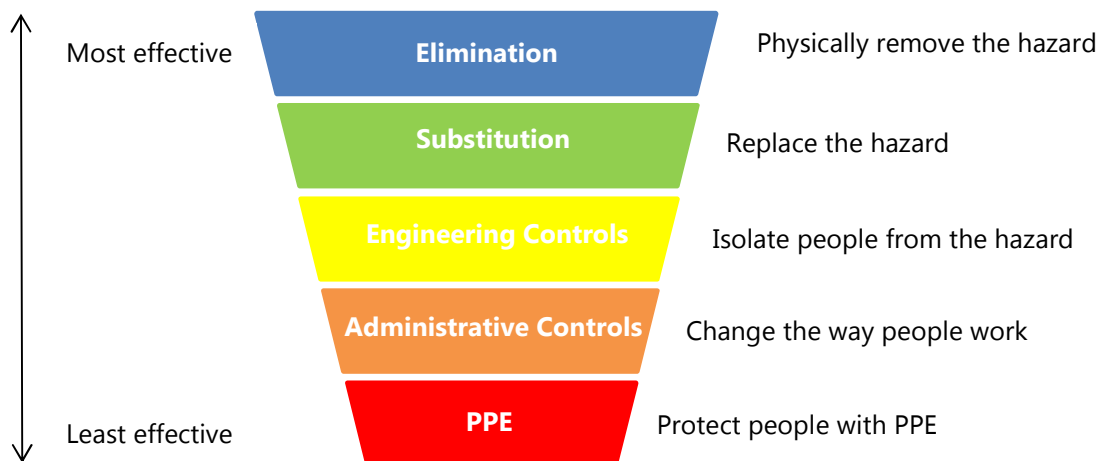 Most effective
Elimination
Physically remove the hazard
Substitution
Replace the hazard
Engineering Controls
Isolate people from the hazard
Administrative Controls
Change the way people work
Least effective
PPE
Protect people with PPE